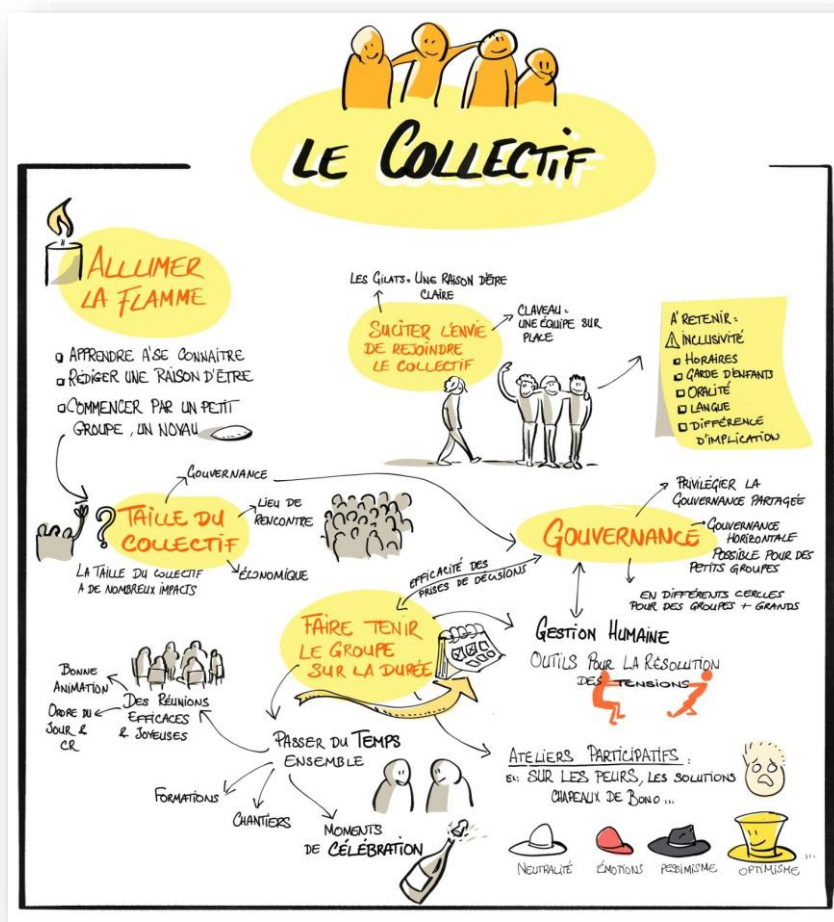 LE COLLECTIF
ALLUMER
LA FLAMME
APPRENDRE A'SE CONNAITRE
RÉDIGER UNE RAISON D'ÊTRE
COMMENCER PAR UN PETIT
GROUPE, UN NOYAU
LES GILATS = UNE RAISON D'ÊTRE
CLAIRE
SUCITER L'ENVIE
DE REJOINDRE
LE COLLECTIF
CLAVEAU =
UNE ÉQUIPE SUR
PLACE
A' RETENIR :
INCLUSIVITÉ
HORAIRES
GARDE D'ENFANTS
ORALITÉ
LANGUE
DIFFÉRENCE
D'IMPLICATION
GOUVERNANCE
? TAILLE DU
COLLECTIF
LIEU DE
RENCONTRE
ÉCONOMIQUE
LA TAILLE DU COLLECTIF
A DE NOMBREUX IMPACTS
GOUVERNANCE
PRIVILÉGIER LA
GOUVERNANCE PARTAGÉE
GOUVERNANCE
HORIZONTALE
POSSIBLE POUR DES
PETITS GROUPES
EN DIFFÉRENTS CERCLES
POUR DES GROUPES + GRANDS
EFFICACITÉ DES
PRISES DE DÉCISIONS
FAIRE TENIR
LE GROUPE
SUR LA DURÉE
GESTION HUMAINE
OUTILS POUR LA RÉSOLUTION
DES TENSIONS
BONNE
ANIMATION
ORDRE DU
JOUR &
CR
DES RÉUNIONS
EFFICACES
& JOYEUSES
PASSER DU TEMPS
ENSEMBLE
FORMATIONS
CHANTIERS
MOMENTS
DE CÉLÉBRATION
ATELIERS PARTICIPATIFS :
EX: SUR LES PEURS, LES SOLUTIONS
CHAPEAUX DE BONO ...
NEUTRALITÉ
ÉMOTIONS
PESSIMISME
OPTIMISME
...